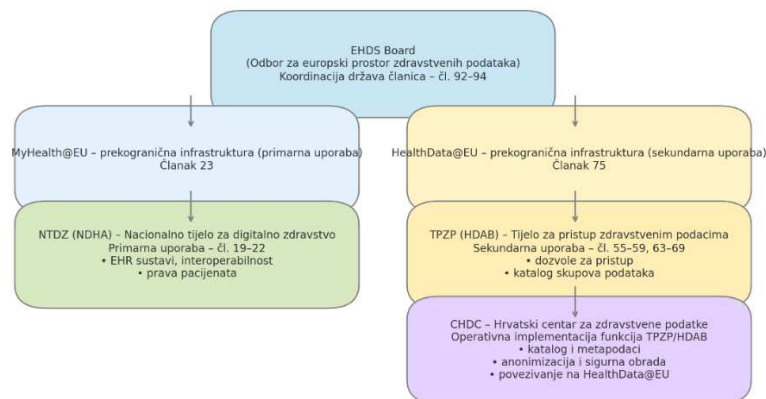 EHDS Board
(Odbor za europski prostor zdravstvenih podataka)
Koordinacija država članica – čl. 92–94
MyHealth@EU – prekogranična infrastruktura (primarna uporaba)
Članak 23
HealthData@EU – prekogranična infrastruktura (sekundarna uporaba)
Članak 75
NTDZ (NDHA) – Nacionalno tijelo za digitalno zdravstvo
Primarna uporaba – čl. 19–22
• EHR sustavi, interoperabilnost
• prava pacijenata
TPZP (HDAB) – Tijelo za pristup zdravstvenim podacima
Sekundarna uporaba – čl. 55–59, 63–69
• dozvole za pristup
• katalog skupova podataka
CHDC – Hrvatski centar za zdravstvene podatke
Operativna implementacija funkcija TPZP/HDAB
• katalog i metapodaci
• anonimizacija i sigurna obrada
• povezivanje na HealthData@EU